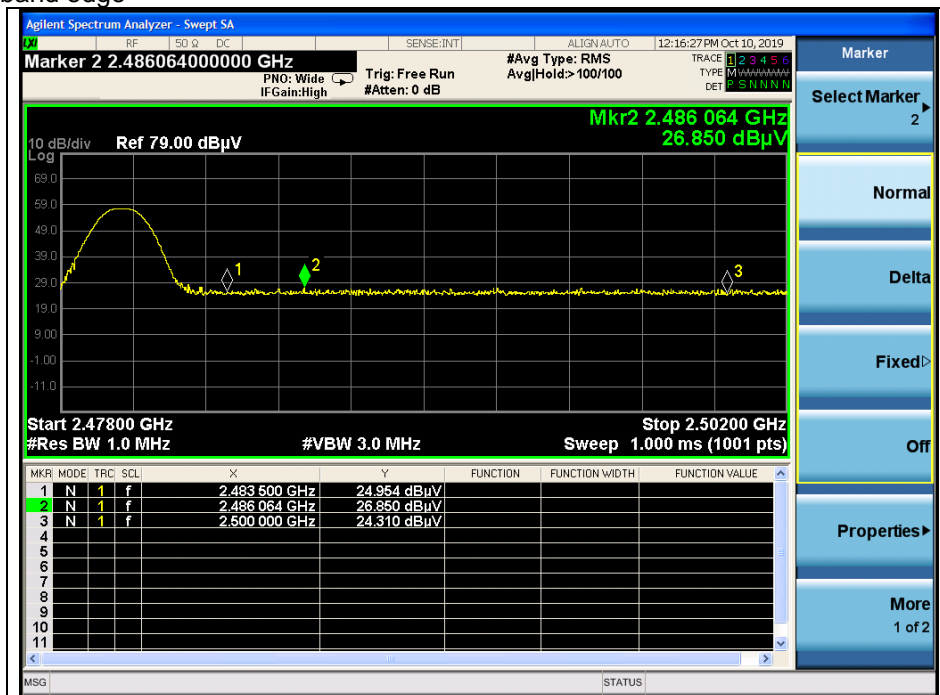 band edge
Agilent Spectrum Analyzer - Swept SA
LXI RF 50 Ω DC SENSE:INT ALIGN AUTO 12:16:27 PM Oct 10, 2019
Marker 2 2.486064000000 GHz
PNO: Wide
IFGain:High
Trig: Free Run
#Atten: 0 dB
#Avg Type: RMS
Avg|Hold:>100/100
TRACE 1 2 3 4 5 6
TYPE M
DET P S N N N N
Mkr2 2.486 064 GHz
26.850 dBµV
10 dB/div Ref 79.00 dBµV
Log
69.0
59.0
49.0
39.0
29.0
19.0
9.00
-1.00
-11.0
1
2
3
Start 2.47800 GHz
Stop 2.50200 GHz
#Res BW 1.0 MHz
#VBW 3.0 MHz
Sweep 1.000 ms (1001 pts)
MKR MODE TRC SCL X Y FUNCTION FUNCTION WIDTH FUNCTION VALUE
1 N 1 f 2.483 500 GHz 24.954 dBµV
2 N 1 f 2.486 064 GHz 26.850 dBµV
3 N 1 f 2.500 000 GHz 24.310 dBµV
4
5
6
7
8
9
10
11
MSG
STATUS
Marker
Select Marker
2
Normal
Delta
Fixed
Off
Properties
More
1 of 2